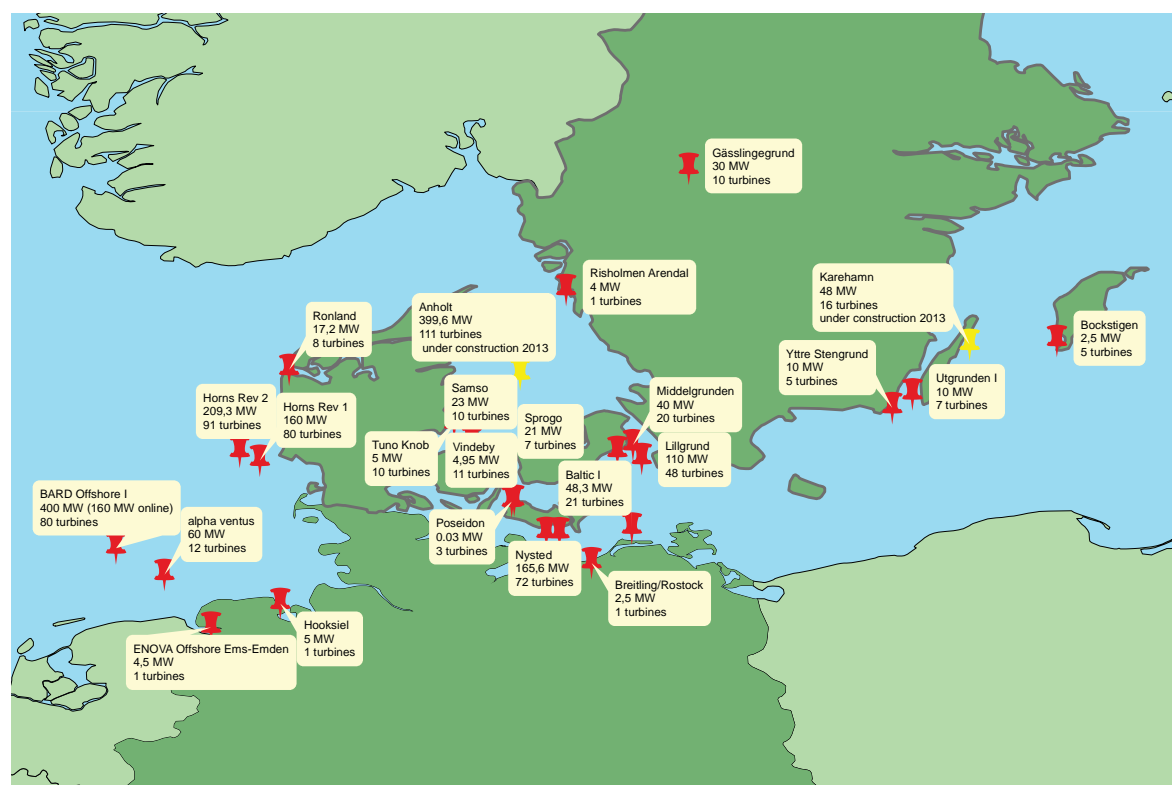 Gässlingegrund
30 MW
10 turbines
Risholmen Arendal
4 MW
1 turbines
Karehamn
48 MW
16 turbines
under construction 2013
Anholt
399,6 MW
111 turbines
under construction 2013
Ronland
17,2 MW
8 turbines
Bockstigen
2,5 MW
5 turbines
Yttre Stengrund
10 MW
5 turbines
Utgrunden I
10 MW
7 turbines
Horns Rev 2
209,3 MW
91 turbines
Horns Rev 1
160 MW
80 turbines
Samso
23 MW
10 turbines
Middelgrunden
40 MW
20 turbines
Sprogo
21 MW
7 turbines
Tuno Knob
5 MW
10 turbines
Vindeby
4,95 MW
11 turbines
Lillgrund
110 MW
48 turbines
Baltic I
48,3 MW
21 turbines
BARD Offshore I
400 MW (160 MW online)
80 turbines
alpha ventus
60 MW
12 turbines
Poseidon
0.03 MW
3 turbines
Nysted
165,6 MW
72 turbines
Breitling/Rostock
2,5 MW
1 turbines
Hooksiel
5 MW
1 turbines
ENOVA Offshore Ems-Emden
4,5 MW
1 turbines